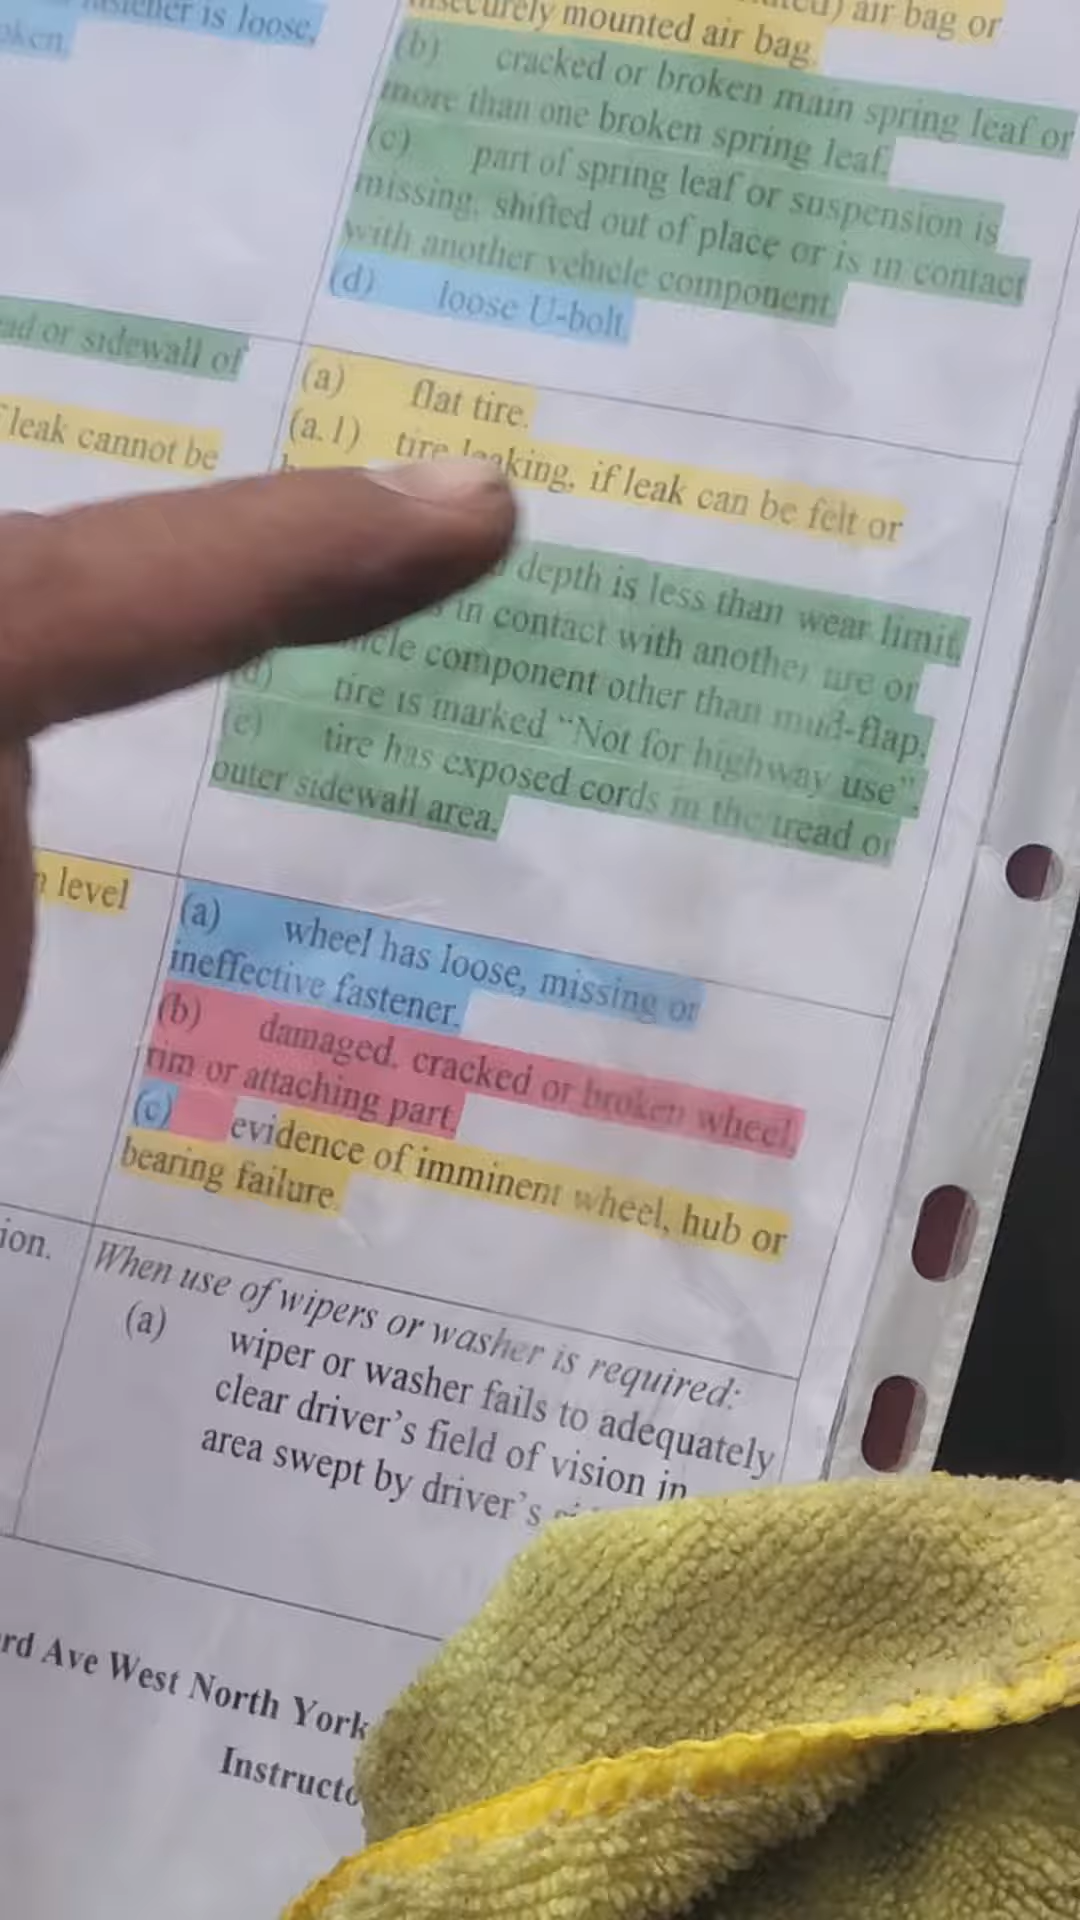 fastener is loose,
air bag or
insecurely mounted air bag.
(b) cracked or broken main spring leaf or
more than one broken spring leaf.
(c) part of spring leaf or suspension is
missing, shifted out of place or is in contact
with another vehicle component.
(d) loose U-bolt.
or sidewall of
leak cannot be
(a) flat tire.
(a.1) tire leaking, if leak can be felt or
depth is less than wear limit.
in contact with another tire or
component other than mud-flap.
tire is marked "Not for highway use".
(e) tire has exposed cords in the tread or
outer sidewall area.
level
(a) wheel has loose, missing or
ineffective fastener.
(b) damaged, cracked or broken wheel,
rim or attaching part.
(c) evidence of imminent wheel, hub or
bearing failure.
When use of wipers or washer is required:
(a) wiper or washer fails to adequately
clear driver's field of vision in
area swept by driver's
Ave West North York